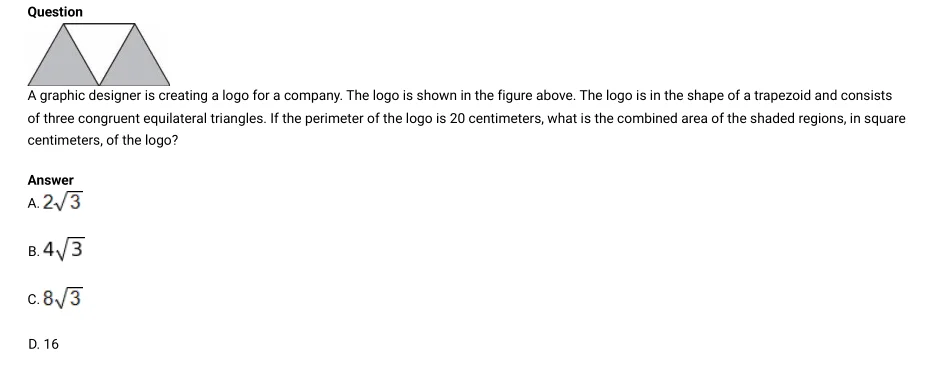 Question
A graphic designer is creating a logo for a company. The logo is shown in the figure above. The logo is in the shape of a trapezoid and consists
of three congruent equilateral triangles. If the perimeter of the logo is 20 centimeters, what is the combined area of the shaded regions, in square
centimeters, of the logo?
Answer
A. 2√3
B. 4√3
C. 8√3
D. 16